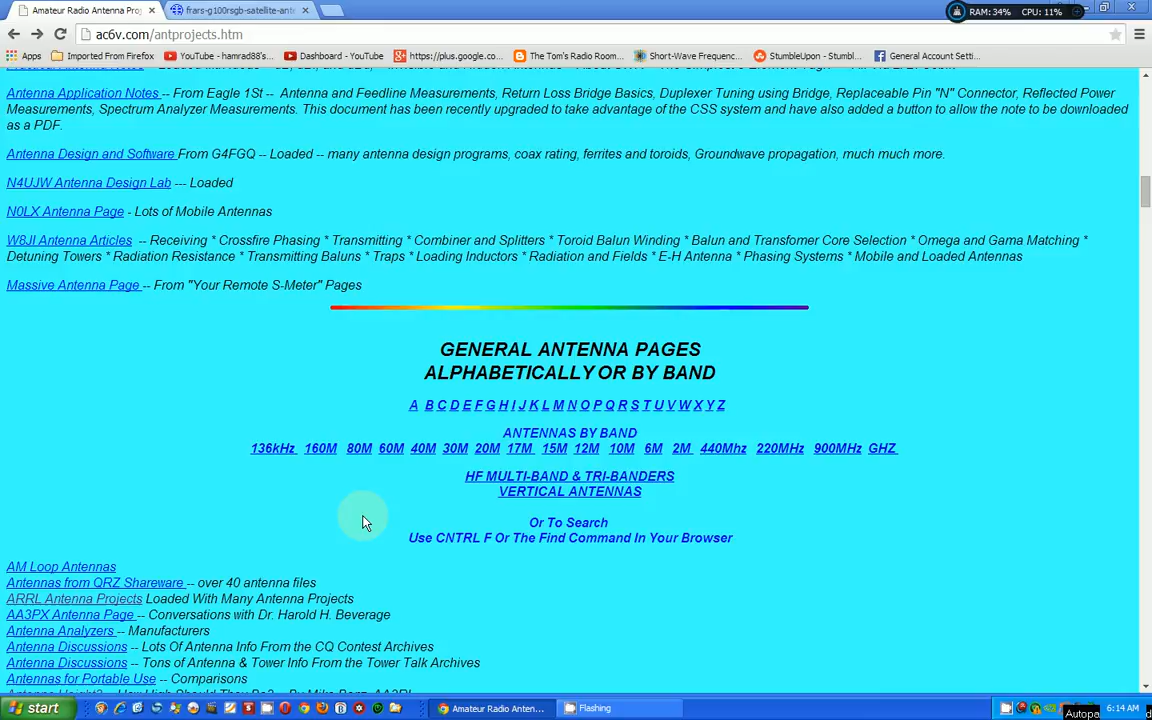 Amateur Radio Antenna Pro
frars-g100rsgb-satellite-ante
RAM: 34% CPU: 11%
ac6v.com/antprojects.htm
Apps Imported From Firefox YouTube - hamrad88's... Dashboard - YouTube https://plus.google.co... The Tom's Radio Room... Short-Wave Frequenc... StumbleUpon - Stumbl... General Account Setti...
Antenna Application Notes -- From Eagle 1St -- Antenna and Feedline Measurements, Return Loss Bridge Basics, Duplexer Tuning using Bridge, Replaceable Pin "N" Connector, Reflected Power
Measurements, Spectrum Analyzer Measurements. This document has been recently upgraded to take advantage of the CSS system and have also added a button to allow the note to be downloaded
as a PDF.
Antenna Design and Software From G4FGQ -- Loaded -- many antenna design programs, coax rating, ferrites and toroids, Groundwave propagation, much much more.
N4UJW Antenna Design Lab --- Loaded
N0LX Antenna Page - Lots of Mobile Antennas
W8JI Antenna Articles -- Receiving * Crossfire Phasing * Transmitting * Combiner and Splitters * Toroid Balun Winding * Balun and Transfomer Core Selection * Omega and Gama Matching *
Detuning Towers * Radiation Resistance * Transmitting Baluns * Traps * Loading Inductors * Radiation and Fields * E-H Antenna * Phasing Systems * Mobile and Loaded Antennas
Massive Antenna Page -- From "Your Remote S-Meter" Pages
GENERAL ANTENNA PAGES
ALPHABETICALLY OR BY BAND
A B C D E F G H I J K L M N O P Q R S T U V W X Y Z
ANTENNAS BY BAND
136kHz 160M 80M 60M 40M 30M 20M 17M 15M 12M 10M 6M 2M 440Mhz 220MHz 900MHz GHZ
HF MULTI-BAND & TRI-BANDERS
VERTICAL ANTENNAS
Or To Search
Use CNTRL F Or The Find Command In Your Browser
AM Loop Antennas
Antennas from QRZ Shareware -- over 40 antenna files
ARRL Antenna Projects Loaded With Many Antenna Projects
AA3PX Antenna Page -- Conversations with Dr. Harold H. Beverage
Antenna Analyzers -- Manufacturers
Antenna Discussions -- Lots Of Antenna Info From the CQ Contest Archives
Antenna Discussions -- Tons of Antenna & Tower Info From the Tower Talk Archives
Antennas for Portable Use -- Comparisons
start
Amateur Radio Anten...
Flashing
6:14 AM
Autopa